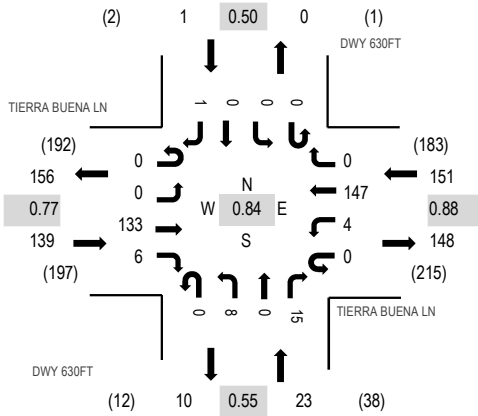 (2) 1 0.50 0 (1)
DWY 630FT
TIERRA BUENA LN
1 0 0 0
(192) 0 0 (183)
156 151
0 N 147
0.77 W 0.84 E 0.88
133 4
139 S 148
6 0
(197) (215)
0 8 0 15
TIERRA BUENA LN
DWY 630FT
(12) 10 0.55 23 (38)